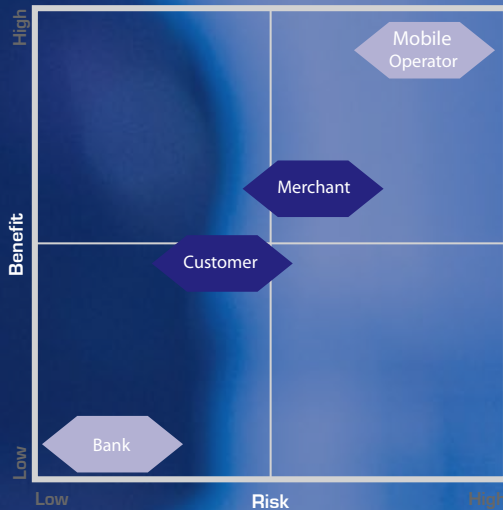 High
Mobile
Operator
Merchant
Benefit
Customer
Bank
Low
Low
Risk
High